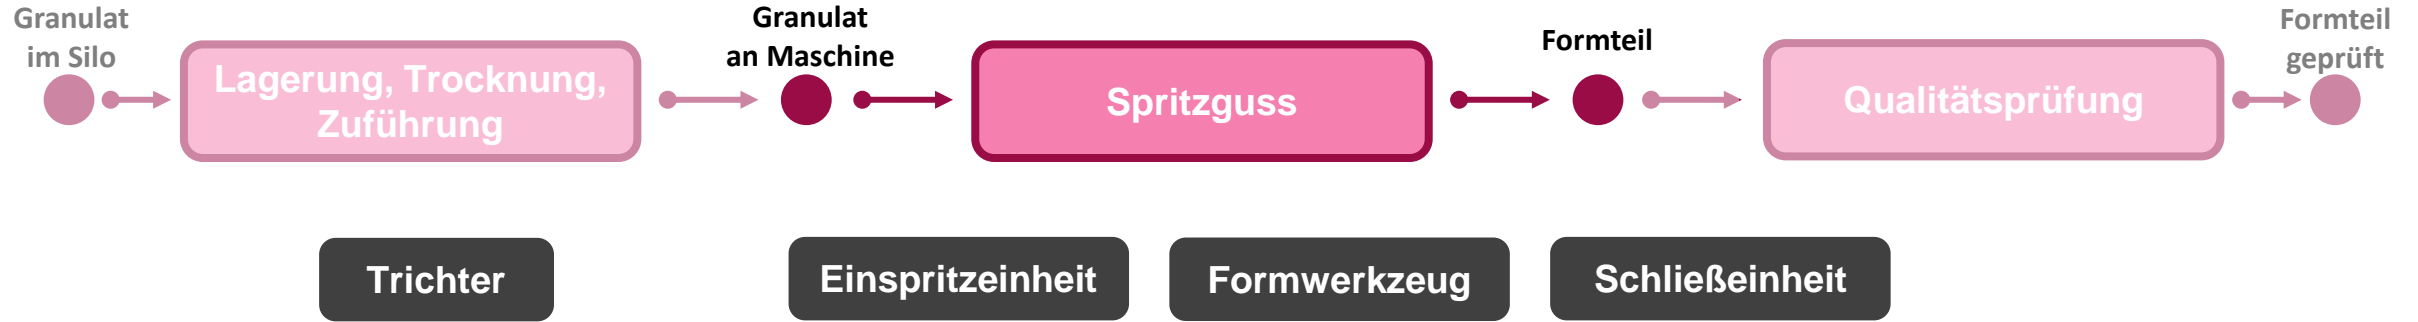 Granulat
im Silo
Lagerung, Trocknung,
Zuführung
Granulat
an Maschine
Spritzguss
Formteil
Qualitätsprüfung
Formteil
geprüft
Trichter
Einspritzeinheit
Formwerkzeug
Schließeinheit